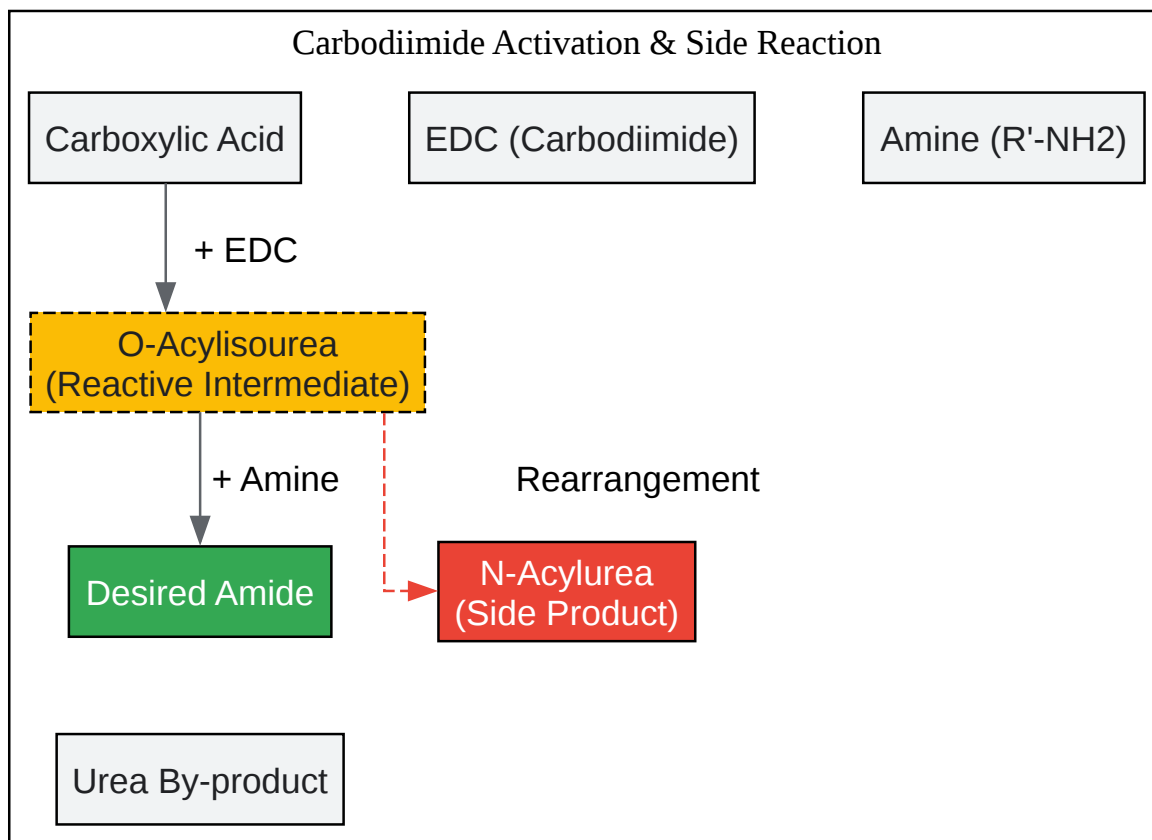 Carbodiimide Activation & Side Reaction
Carboxylic Acid
EDC (Carbodiimide)
Amine (R'-NH2)
+ EDC
O-Acylisourea
(Reactive Intermediate)
+ Amine
Rearrangement
Desired Amide
N-Acylurea
(Side Product)
Urea By-product